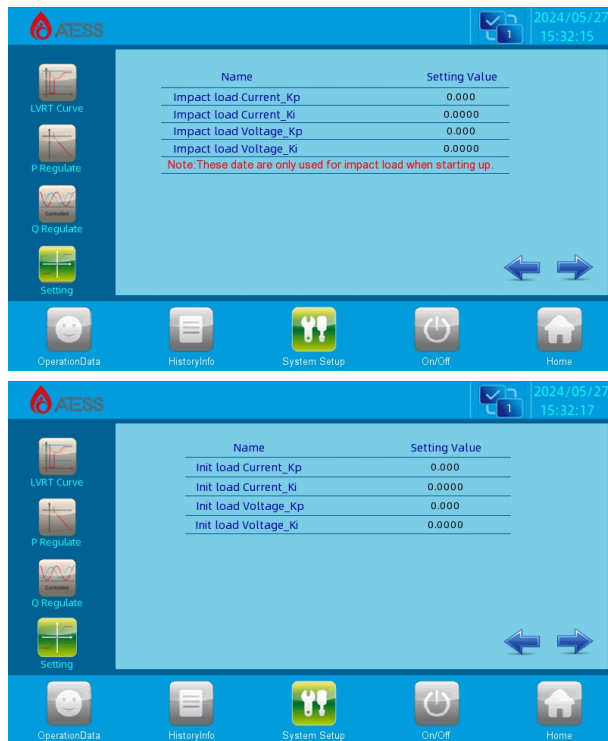 ATESS
1
2024/05/27
15:32:15
Name Setting Value
Impact load Current_Kp 0.000
Impact load Current_Ki 0.0000
Impact load Voltage_Kp 0.000
Impact load Voltage_Ki 0.0000
Note:These date are only used for impact load when starting up.
LVRT Curve
P Regulate
Controlled
Q Regulate
Setting
OperationData HistoryInfo System Setup On/Off Home
ATESS
1
2024/05/27
15:32:17
Name Setting Value
Init load Current_Kp 0.000
Init load Current_Ki 0.0000
Init load Voltage_Kp 0.000
Init load Voltage_Ki 0.0000
LVRT Curve
P Regulate
Controlled
Q Regulate
Setting
OperationData HistoryInfo System Setup On/Off Home